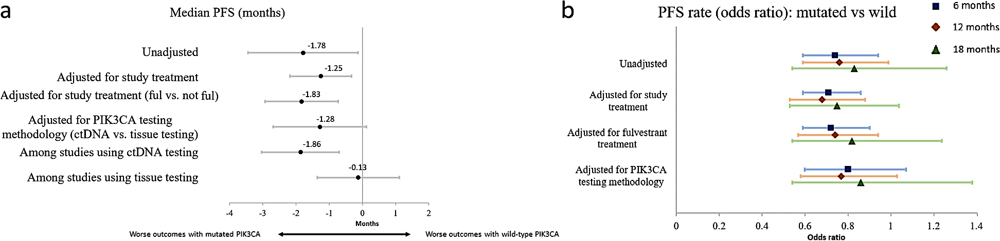 a
Median PFS (months)
Unadjusted
-1.78
Adjusted for study treatment
-1.25
Adjusted for study treatment (ful vs. not ful)
-1.83
Adjusted for PIK3CA testing
methodology (ctDNA vs. tissue testing)
-1.28
Among studies using ctDNA testing
-1.86
Among studies using tissue testing
-0.13
-4 -3 -2 -1 0 1 2
Months
Worse outcomes with mutated PIK3CA
Worse outcomes with wild-type PIK3CA
b
PFS rate (odds ratio): mutated vs wild
6 months
12 months
18 months
Unadjusted
Adjusted for study
treatment
Adjusted for fulvestrant
treatment
Adjusted for PIK3CA
testing methodology
0 0.2 0.4 0.6 0.8 1 1.2 1.4
Odds ratio